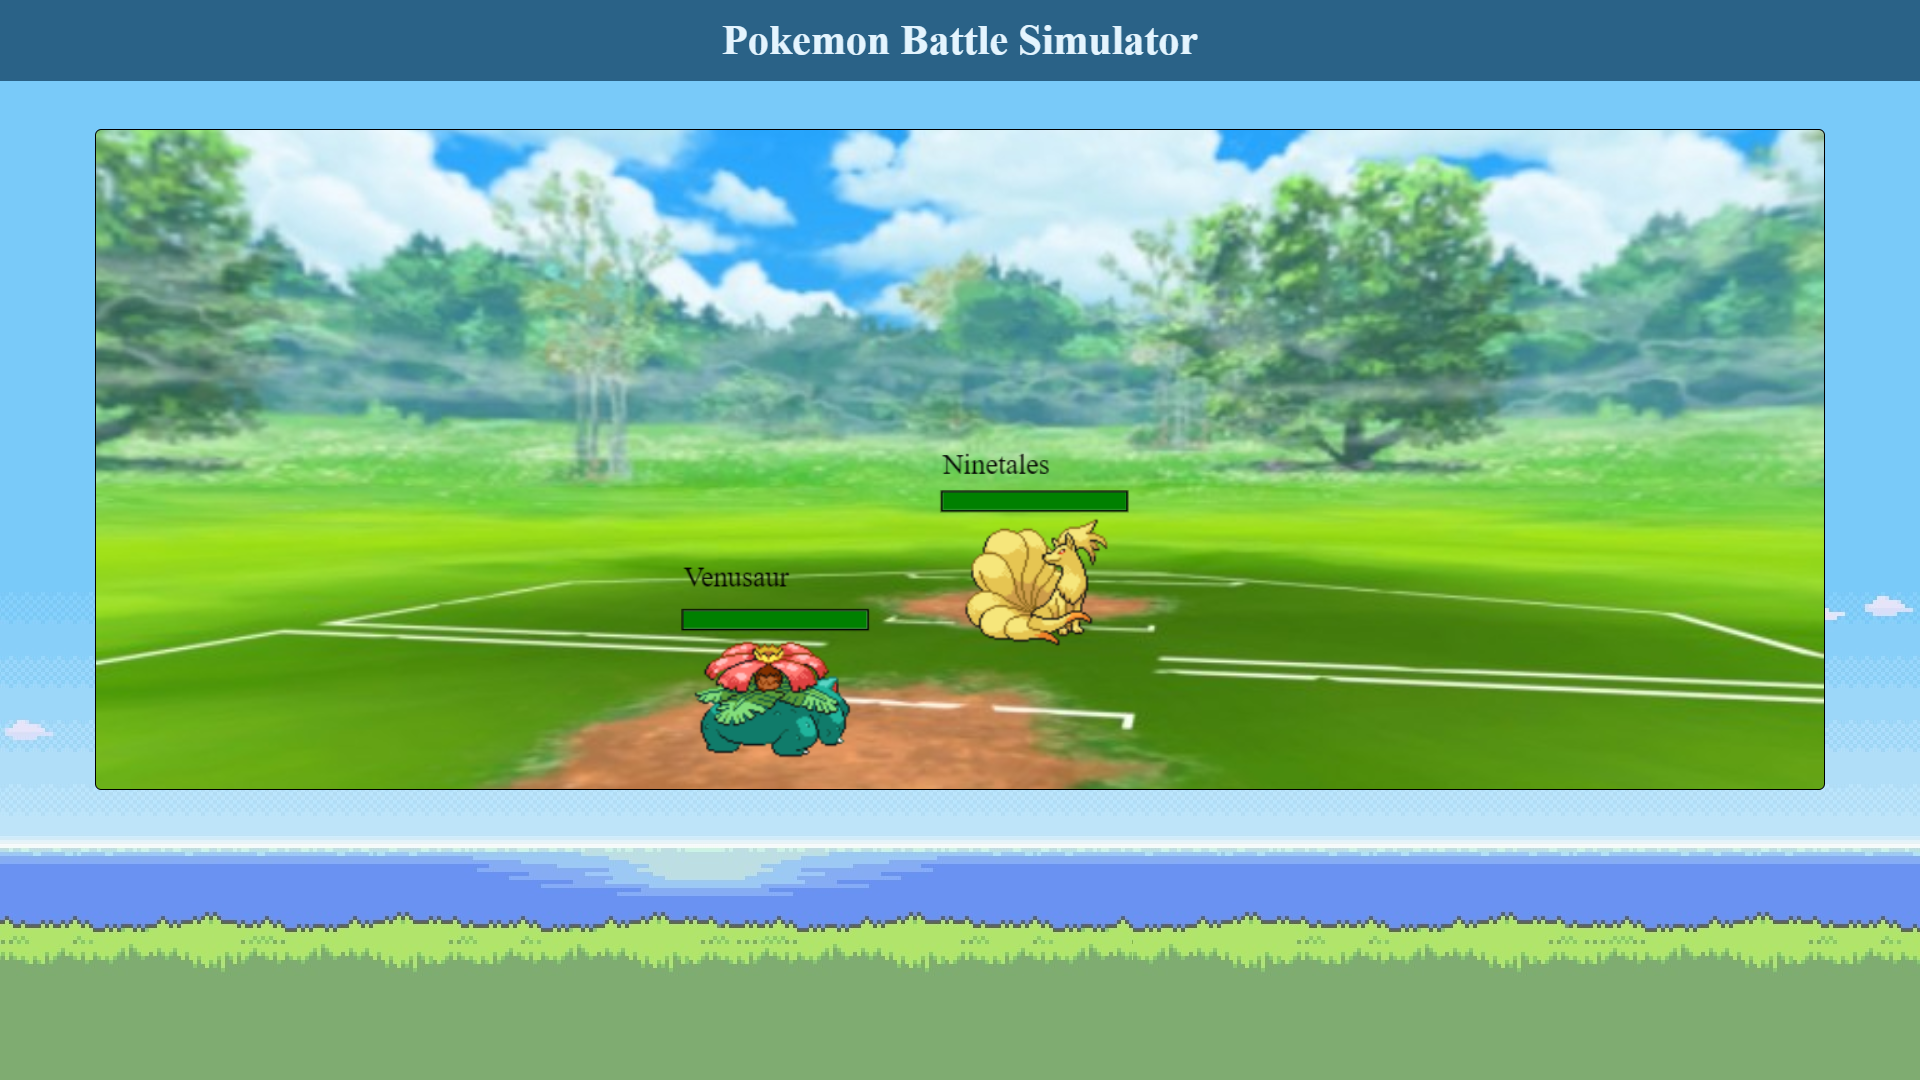 Pokemon Battle Simulator
Ninetales
Venusaur